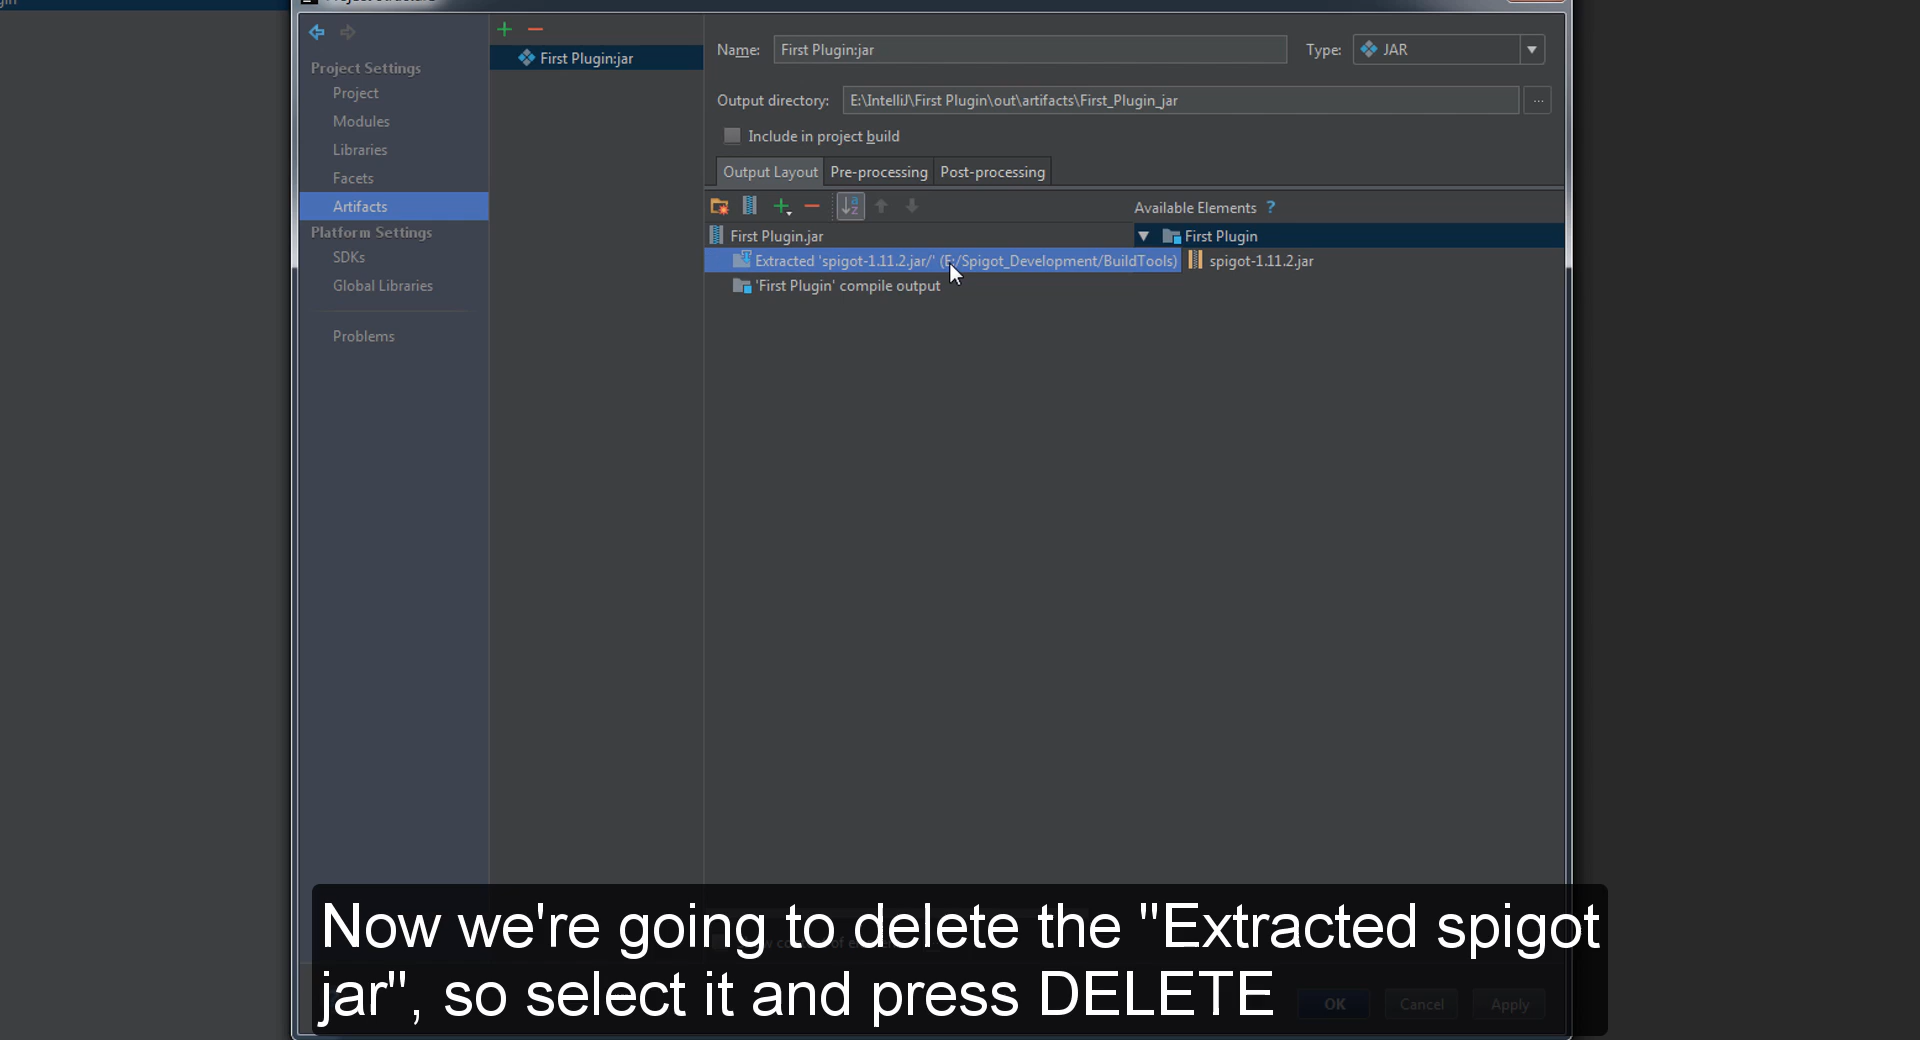 Project Settings
Project
Modules
Libraries
Facets
Artifacts
Platform Settings
SDKs
Global Libraries
Problems
First Plugin:jar
Name: First Plugin:jar Type: JAR
Output directory: E:\IntelliJ\First Plugin\out\artifacts\First_Plugin_jar ...
Include in project build
Output Layout Pre-processing Post-processing
Available Elements ?
First Plugin.jar
Extracted 'spigot-1.11.2.jar/' (E:/Spigot_Development/BuildTools)
'First Plugin' compile output
First Plugin
spigot-1.11.2.jar
Now we're going to delete the "Extracted spigot
jar", so select it and press DELETE
OK Cancel Apply